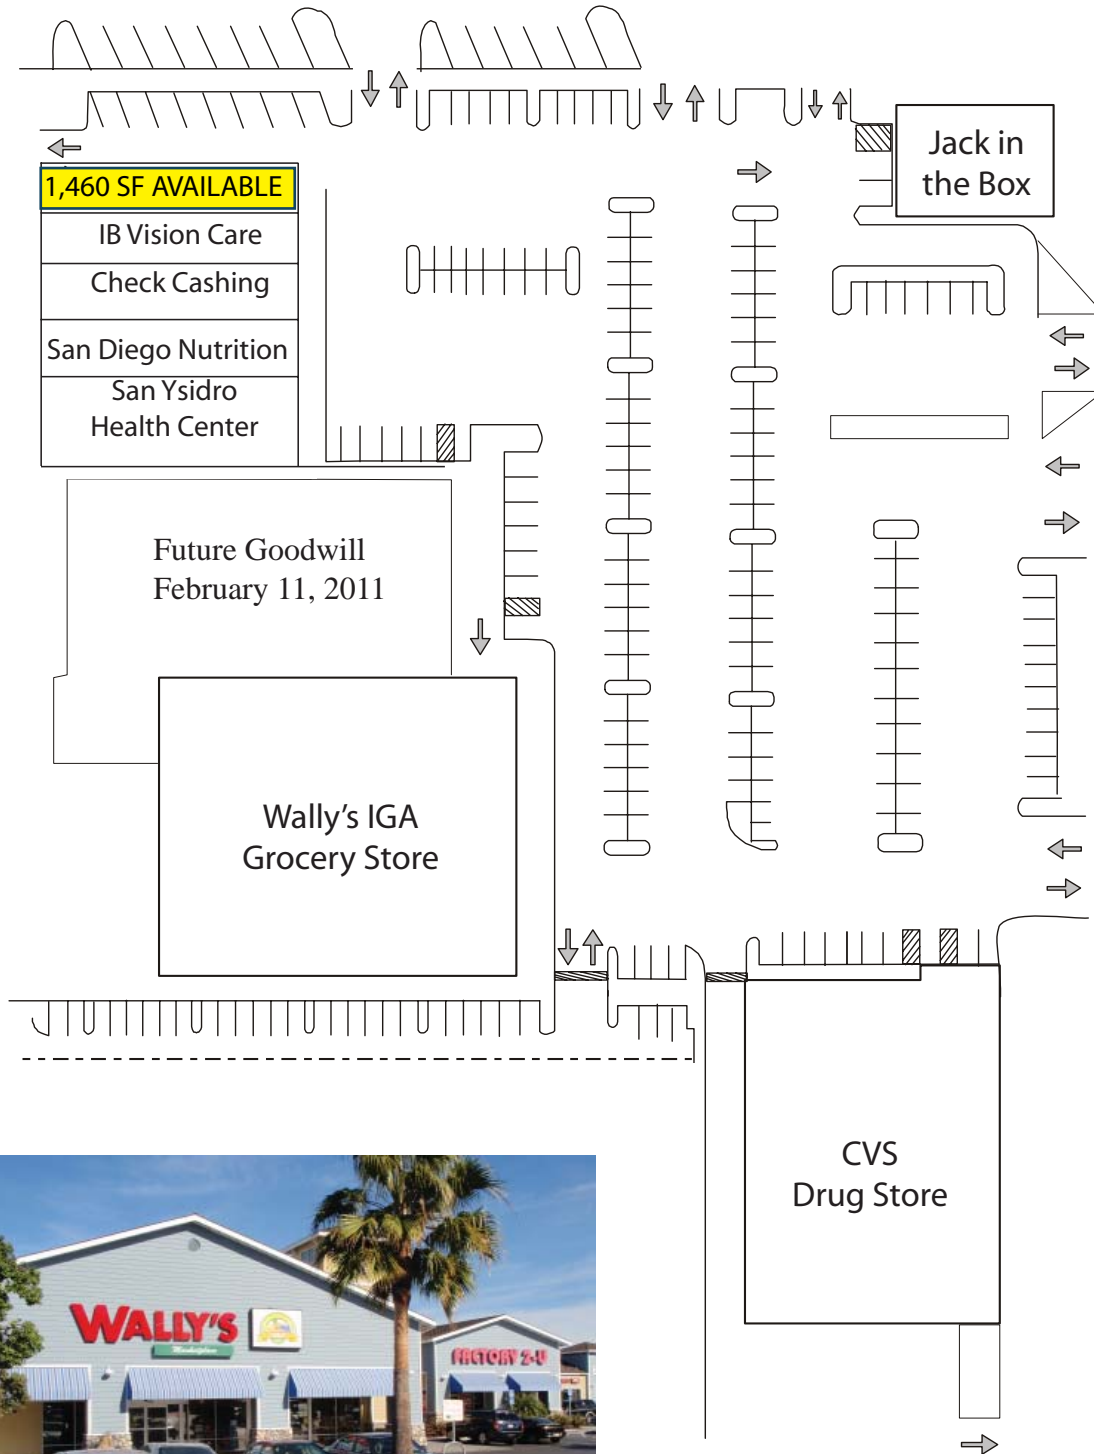 Jack in
the Box
1,460 SF AVAILABLE
IB Vision Care
Check Cashing
San Diego Nutrition
San Ysidro
Health Center
Future Goodwill
February 11, 2011
Wally's IGA
Grocery Store
CVS
Drug Store
WALLY'S
Marketplace
FACTORY 2-U